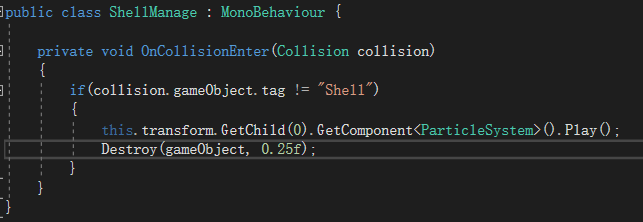 public class ShellManage : MonoBehaviour {
private void OnCollisionEnter(Collision collision)
{
if(collision.gameObject.tag != "Shell")
{
this.transform.GetChild(0).GetComponent<ParticleSystem>().Play();
Destroy(gameObject, 0.25f);
}
}
}